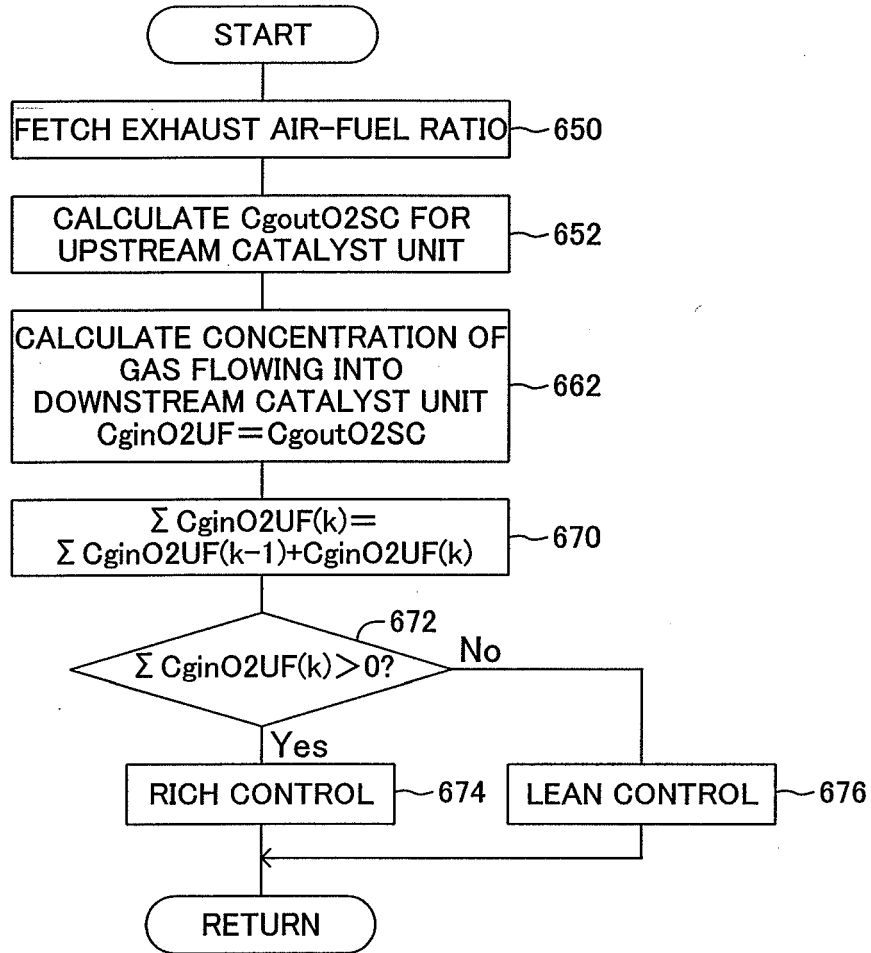 START
FETCH EXHAUST AIR-FUEL RATIO
650
CALCULATE CgoutO2SC FOR
UPSTREAM CATALYST UNIT
652
CALCULATE CONCENTRATION OF
GAS FLOWING INTO
DOWNSTREAM CATALYST UNIT
CginO2UF=CgoutO2SC
662
Σ CginO2UF(k)=
Σ CginO2UF(k-1)+CginO2UF(k)
670
672
Σ CginO2UF(k)>0?
No
Yes
RICH CONTROL
674
LEAN CONTROL
676
RETURN